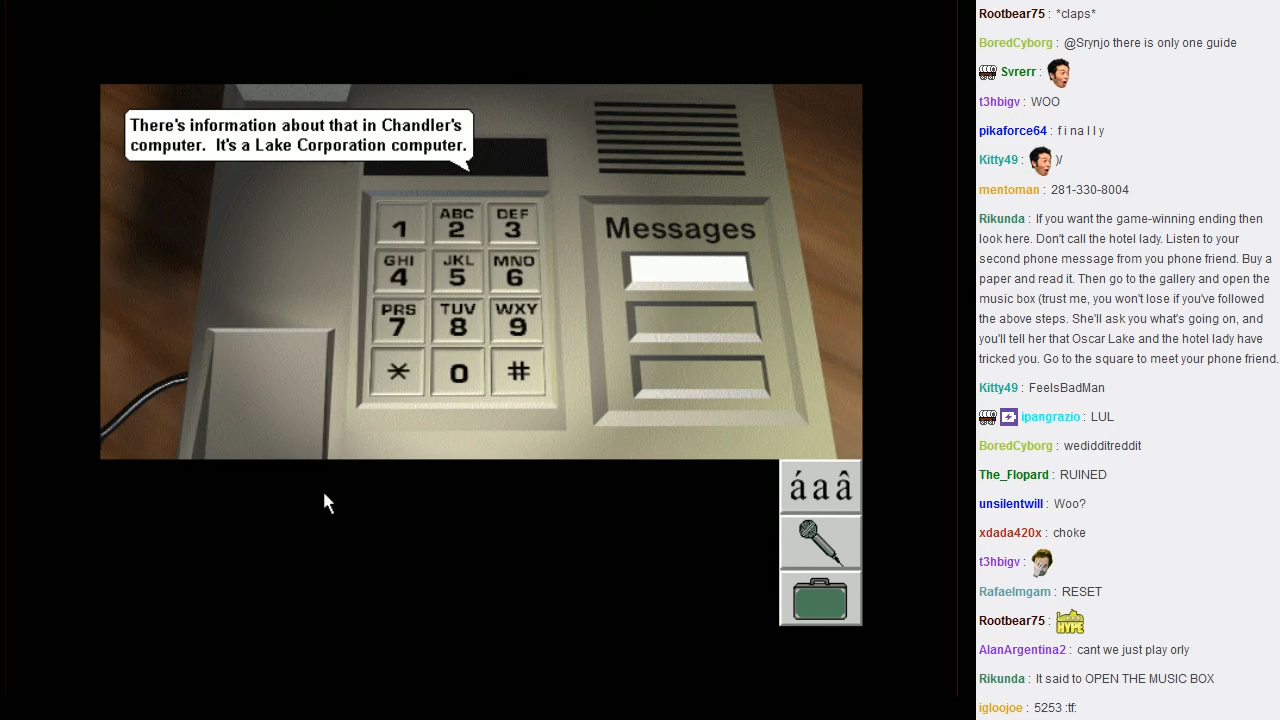 There's information about that in Chandler's
computer.  It's a Lake Corporation computer.
1
ABC
2
DEF
3
GHI
4
JKL
5
MNO
6
PRS
7
TUV
8
WXY
9
*
0
#
Messages
á a â
Rootbear75 : *claps*
BoredCyborg : @Srynjo there is only one guide
Svrerr :
t3hbigv : WOO
pikaforce64 : f i na l l y
Kitty49 : )/
mentoman : 281-330-8004
Rikunda : If you want the game-winning ending then
look here. Don't call the hotel lady. Listen to your
second phone message from you phone friend. Buy a
paper and read it. Then go to the gallery and open the
music box (trust me, you won't lose if you've followed
the above steps. She'll ask you what's going on, and
you'll tell her that Oscar Lake and the hotel lady have
tricked you. Go to the square to meet your phone friend.
Kitty49 : FeelsBadMan
ipangrazio : LUL
BoredCyborg : wedidditreddit
The_Flopard : RUINED
unsilentwill : Woo?
xdada420x : choke
t3hbigv :
Rafaelmgam : RESET
Rootbear75 : HYPE
AlanArgentina2 : cant we just play orly
Rikunda : It said to OPEN THE MUSIC BOX
igloojoe : 5253 :tf: